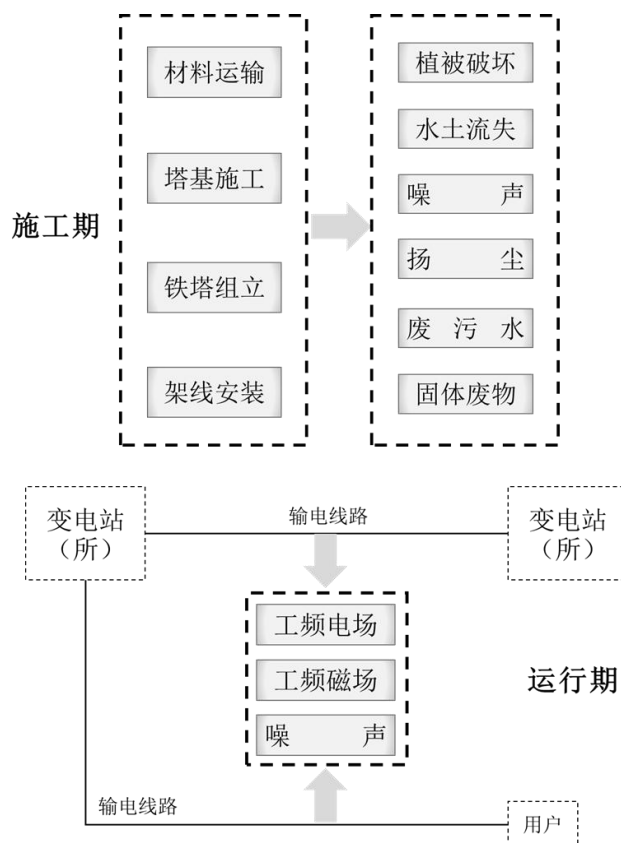 施工期
材料运输
塔基施工
铁塔组立
架线安装
植被破坏
水土流失
噪声
扬尘
废污水
固体废物
变电站
（所）
输电线路
变电站
（所）
工频电场
工频磁场
噪声
运行期
输电线路
用户